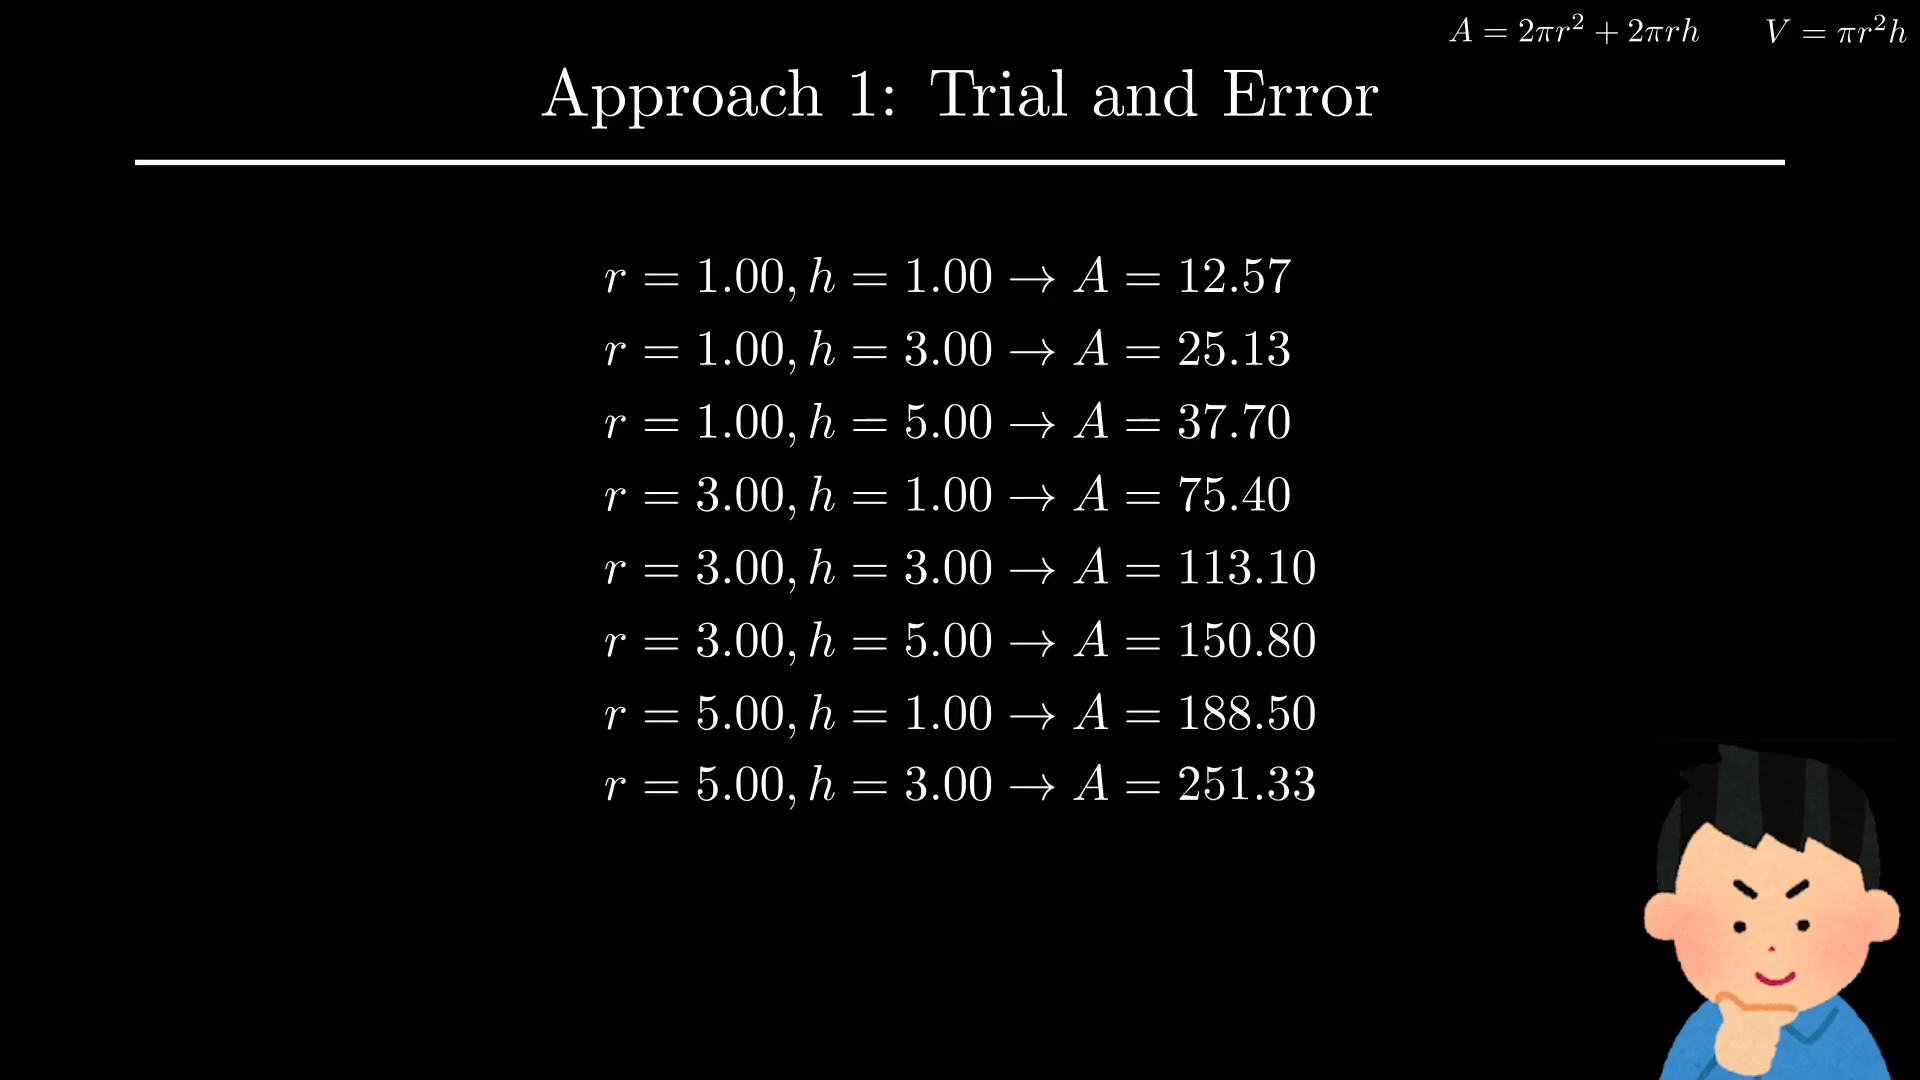 A = 2πr² + 2πrh V = πr²h
Approach 1: Trial and Error
r = 1.00, h = 1.00 → A = 12.57
r = 1.00, h = 3.00 → A = 25.13
r = 1.00, h = 5.00 → A = 37.70
r = 3.00, h = 1.00 → A = 75.40
r = 3.00, h = 3.00 → A = 113.10
r = 3.00, h = 5.00 → A = 150.80
r = 5.00, h = 1.00 → A = 188.50
r = 5.00, h = 3.00 → A = 251.33